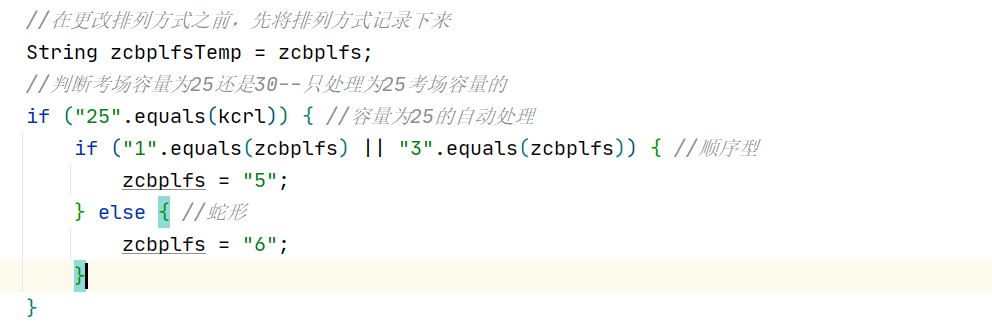 //在更改排列方式之前，先将排列方式记录下来
String zcbplfsTemp = zcbplfs;
//判断考场容量为25还是30--只处理为25考场容量的
if ("25".equals(kcrl)) { //容量为25的自动处理
    if ("1".equals(zcbplfs) || "3".equals(zcbplfs)) { //顺序型
        zcbplfs = "5";
    } else { //蛇形
        zcbplfs = "6";
    }
}